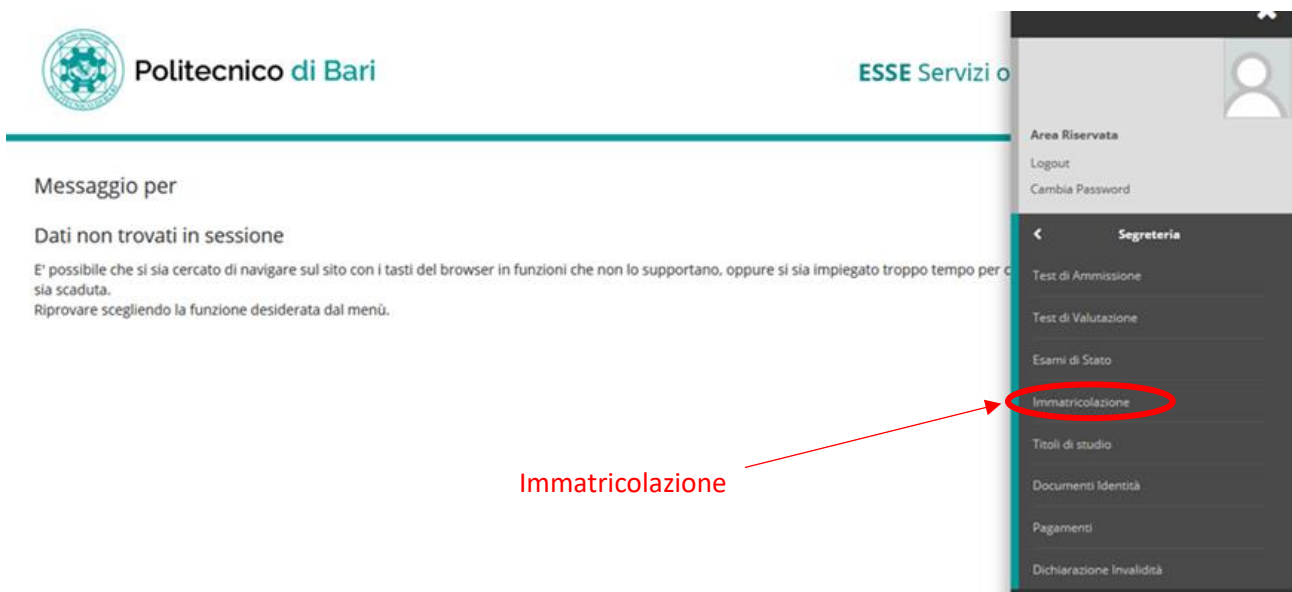 Politecnico di Bari
ESSE Servizi o
Area Riservata
Logout
Cambia Password
Messaggio per
Dati non trovati in sessione
E' possibile che si sia cercato di navigare sul sito con i tasti del browser in funzioni che non lo supportano, oppure si sia impiegato troppo tempo per
sia scaduta.
Riprovare scegliendo la funzione desiderata dal menù.
Segreteria
Test di Ammissione
Test di Valutazione
Esami di Stato
Immatricolazione
Titoli di studio
Documenti Identità
Pagamenti
Dichiarazione Invalidità
Immatricolazione